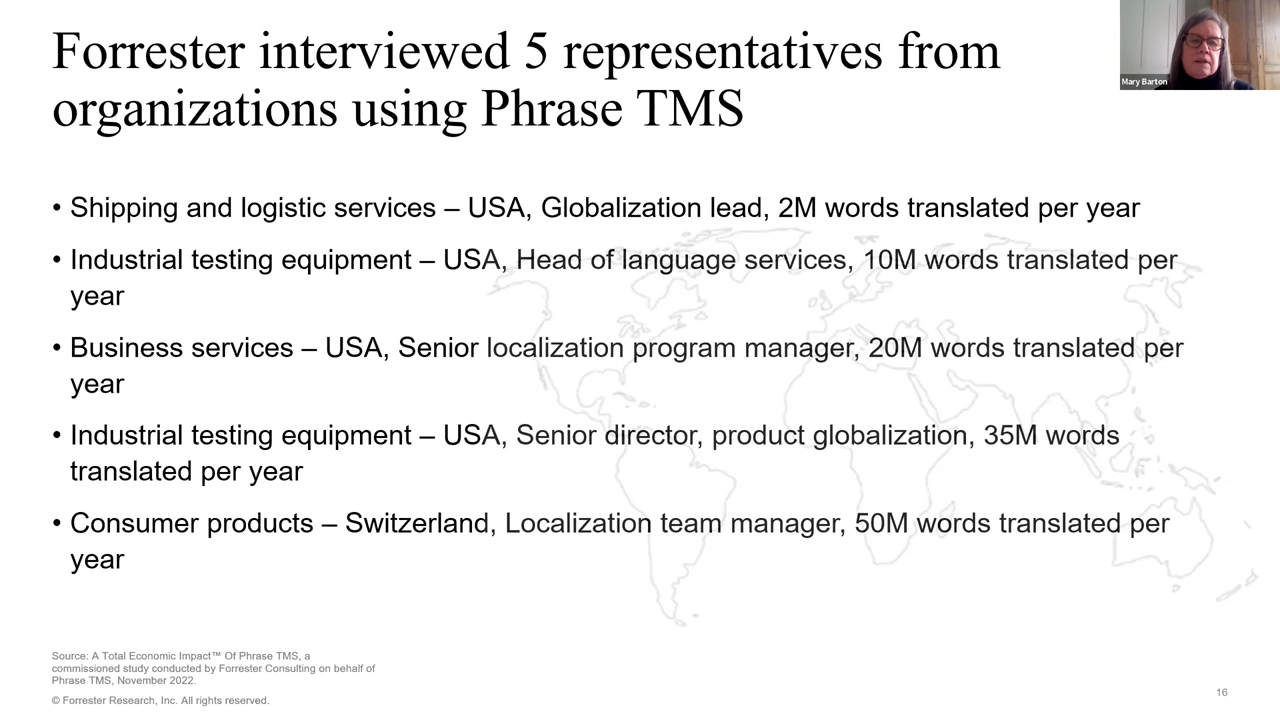 Forrester interviewed 5 representatives from
organizations using Phrase TMS
Mary Barton
• Shipping and logistic services – USA, Globalization lead, 2M words translated per year
• Industrial testing equipment – USA, Head of language services, 10M words translated per
year
• Business services – USA, Senior localization program manager, 20M words translated per
year
• Industrial testing equipment – USA, Senior director, product globalization, 35M words
translated per year
• Consumer products – Switzerland, Localization team manager, 50M words translated per
year
Source: A Total Economic Impact™ Of Phrase TMS, a
commissioned study conducted by Forrester Consulting on behalf of
Phrase TMS, November 2022.
© Forrester Research, Inc. All rights reserved.
16